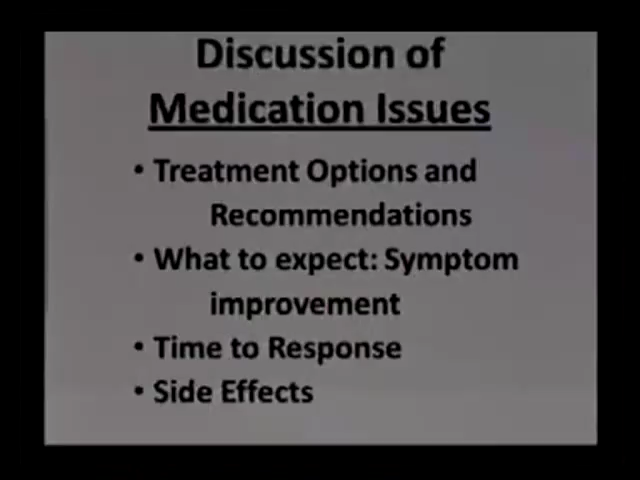 Discussion of
Medication Issues
• Treatment Options and
Recommendations
• What to expect: Symptom
improvement
• Time to Response
• Side Effects